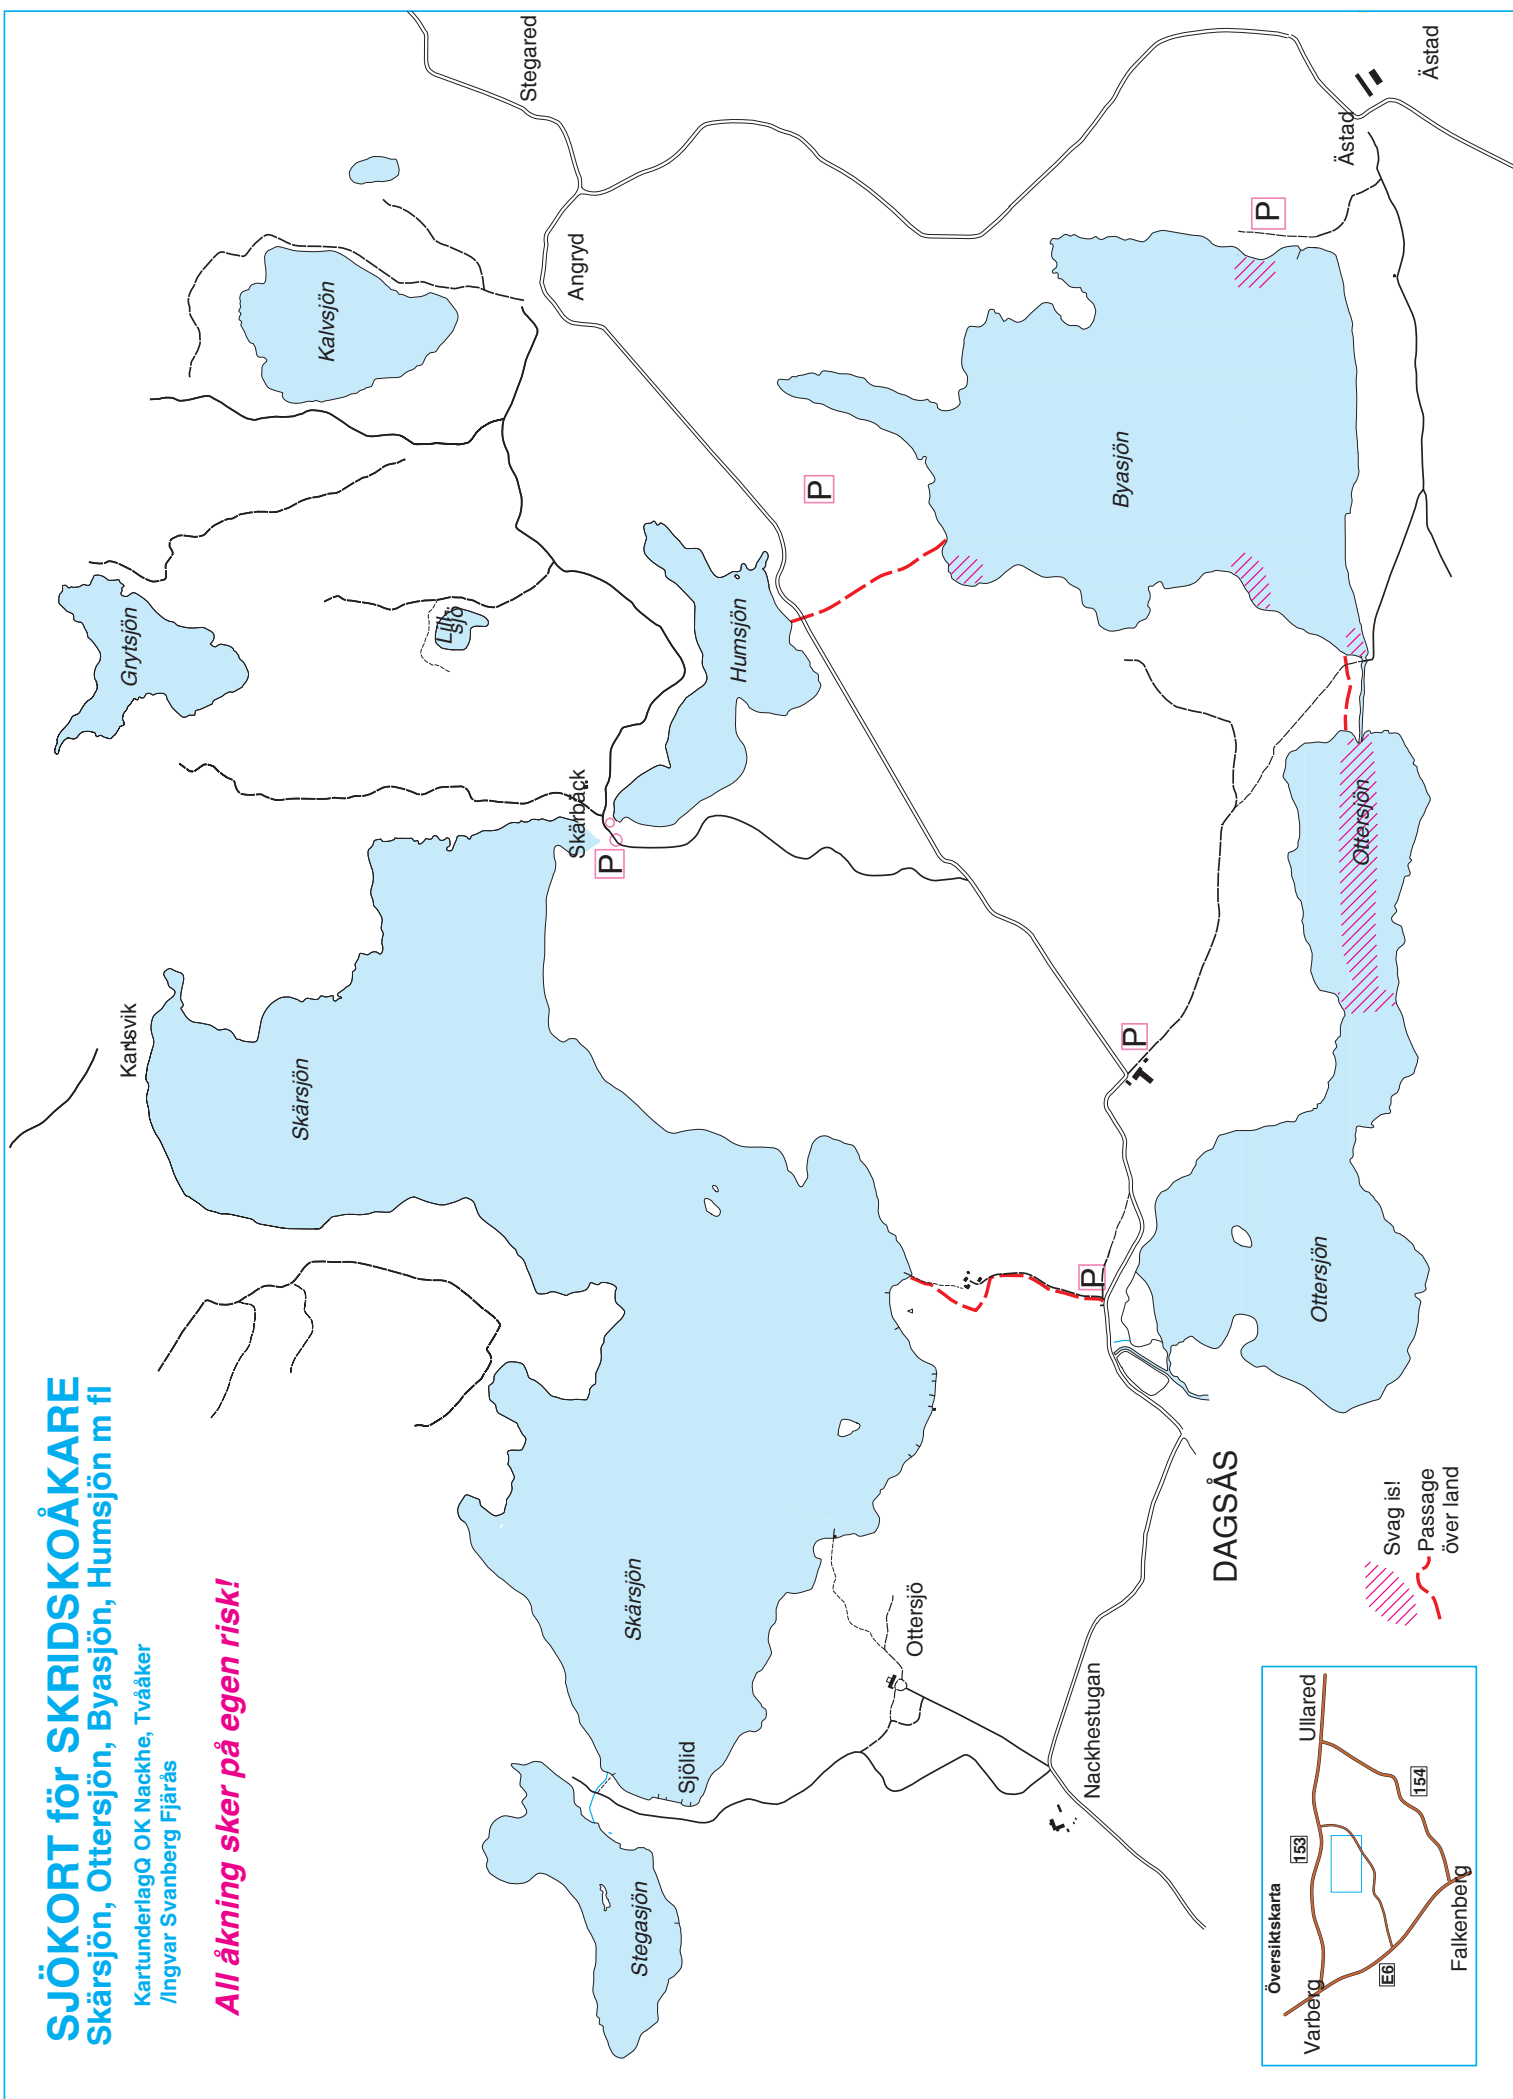 SJÖKORT för SKRIDSKOÅKARE
Skärsjön, Ottersjön, Byasjön, Humsjön m fl
KartunderlagQ OK Nackhe, Tvååker
/Ingvar Svanberg Fjärås
All åkning sker på egen risk!
Karlsvik
Grytsjön
Kalvsjön
Stegared
Skärsjön
Lilla
sjö
Skärbäck
P
Angryd
Humsjön
P
Stegasjön
Sjölid
Skärsjön
Ottersjö
Byasjön
P
Ästad
Ästad
Nackhestugan
P
P
DAGSÅS
Ottersjön
Ottersjön
Svag is!
Passage
över land
Översiktskarta
Varberg
153
Ullared
E6
154
Falkenberg